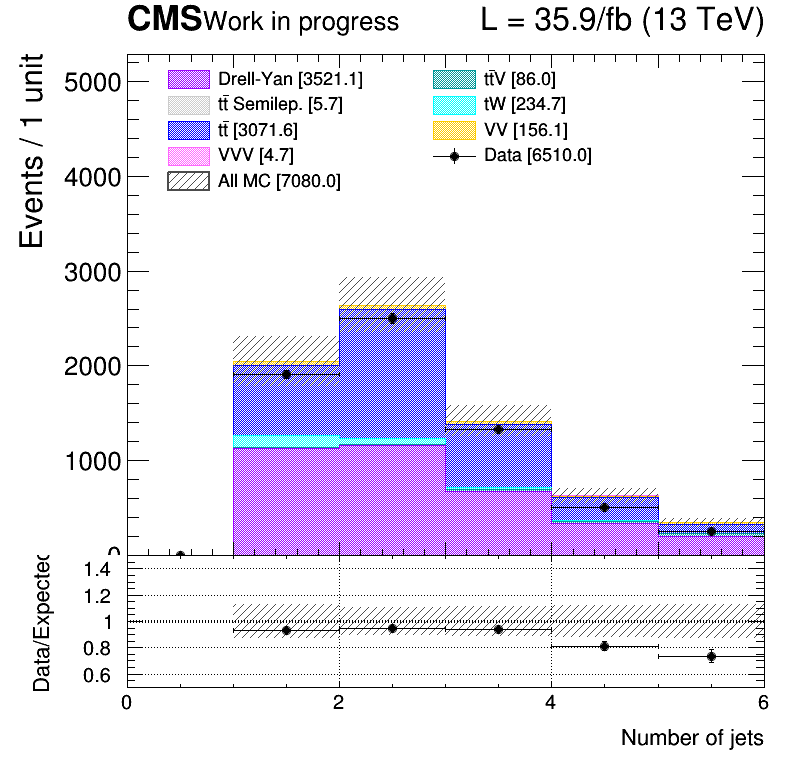 CMS Work in progress L = 35.9/fb (13 TeV)
Events / 1 unit
5000
4000
3000
2000
1000
0
Drell-Yan [3521.1]
tt̄ Semilep. [5.7]
tt̄ [3071.6]
VVV [4.7]
All MC [7080.0]
tt̄V [86.0]
tW [234.7]
VV [156.1]
Data [6510.0]
Data/Expected
1.4
1.2
1
0.8
0.6
0 2 4 6
Number of jets